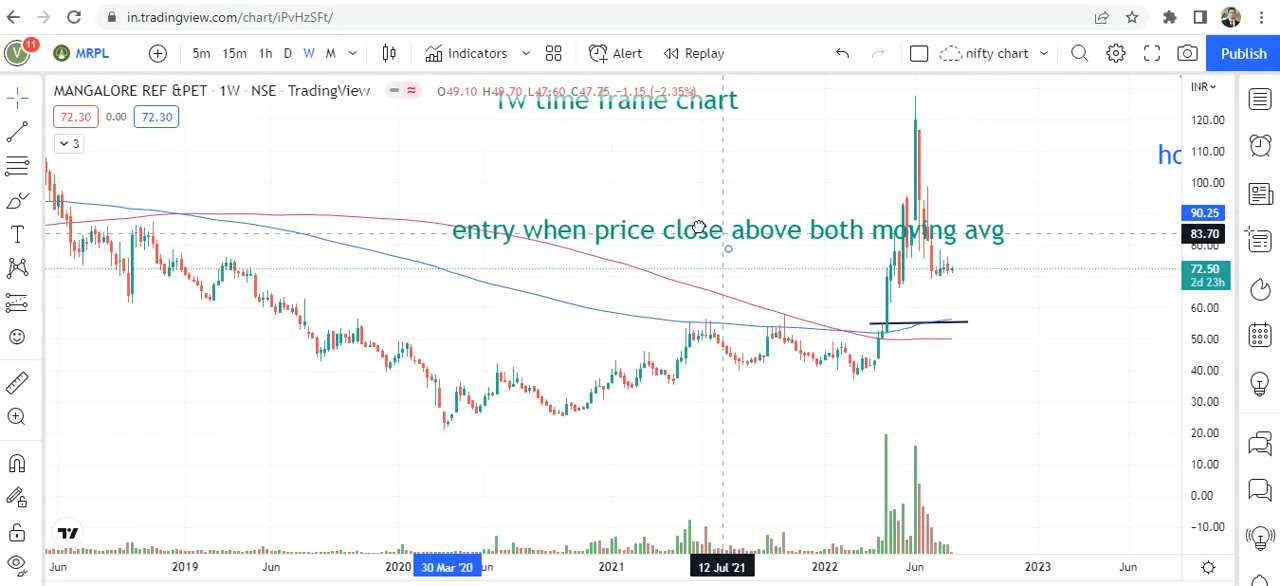 in.tradingview.com/chart/iPvHzSFt/
V 11 MRPL 5m 15m 1h D W M Indicators Alert Replay nifty chart Publish
MANGALORE REF &PET · 1W · NSE · TradingView O49.10 H49.70 L47.60 C47.75 −1.15 (−2.35%) INR
1w time frame chart
72.30 0.00 72.30
3
120.00
110.00
ho
100.00
90.25
entry when price close above both moving avg
83.70
80.00
72.50
2d 23h
60.00
50.00
40.00
30.00
20.00
10.00
0.00
−10.00
Jun 2019 Jun 2020 30 Mar '20 Jun 2021 12 Jul '21 2022 Jun 2023 Jun